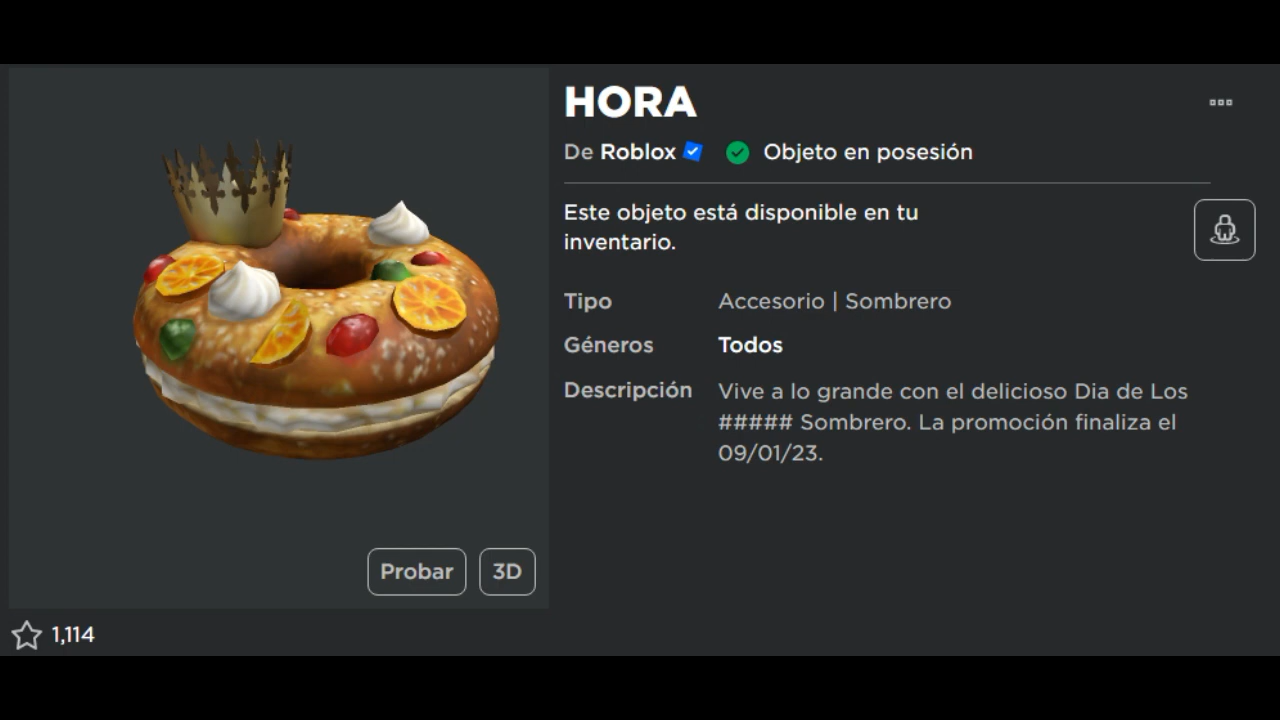 HORA
De Roblox Objeto en posesión
Este objeto está disponible en tu
inventario.
Tipo Accesorio | Sombrero
Géneros Todos
Descripción Vive a lo grande con el delicioso Dia de Los
##### Sombrero. La promoción finaliza el
09/01/23.
Probar 3D
1,114